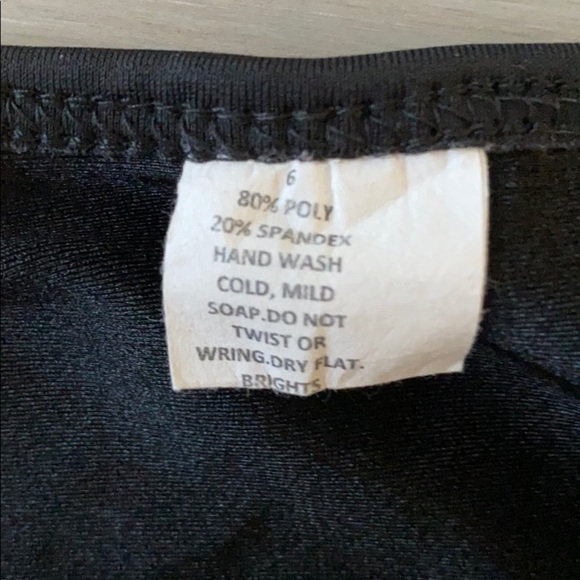 6
80% POLY
20% SPANDEX
HAND WASH
COLD, MILD
SOAP.DO NOT
TWIST OR
WRING.DRY FLAT.
BRIGHTS